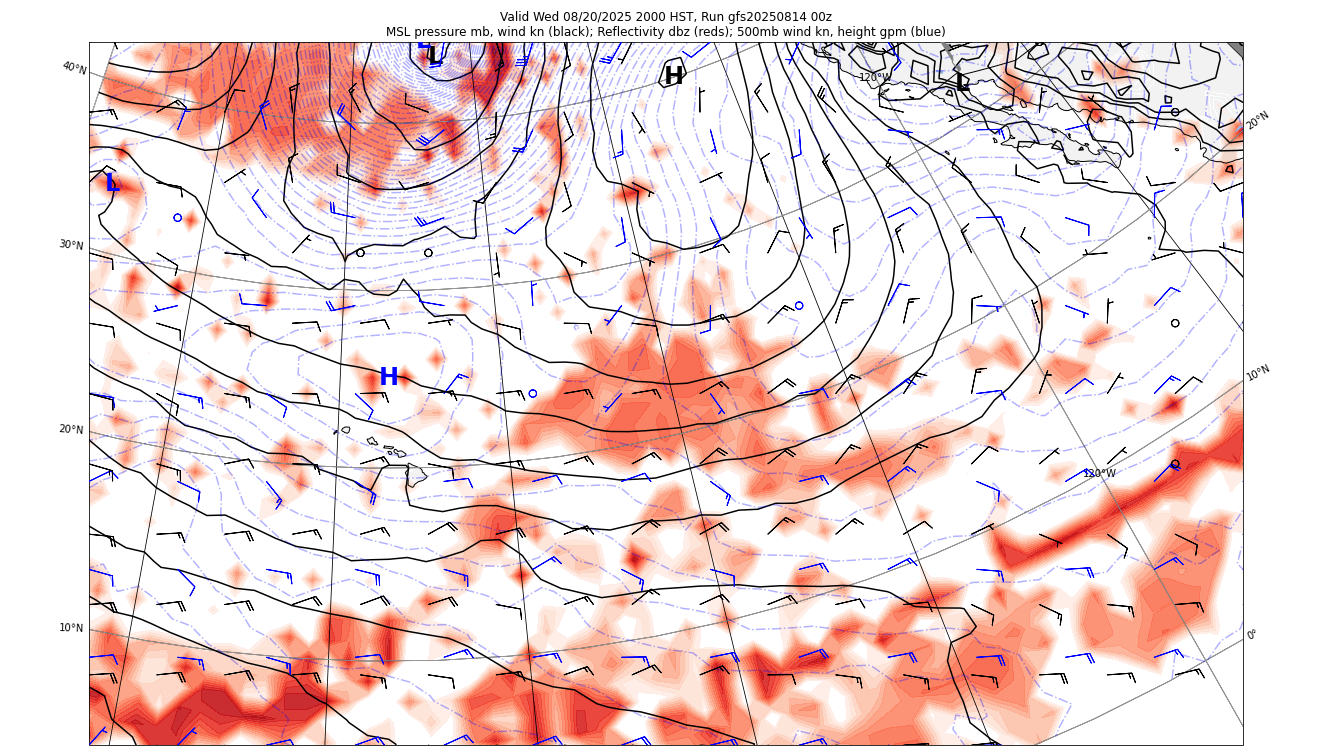 Valid Wed 08/20/2025 2000 HST, Run gfs20250814 00z
MSL pressure mb, wind kn (black); Reflectivity dbz (reds); 500mb wind kn, height gpm (blue)
L
L
H
120°W
L
40°N
20°N
L
30°N
H
10°N
20°N
120°W
10°N
0°